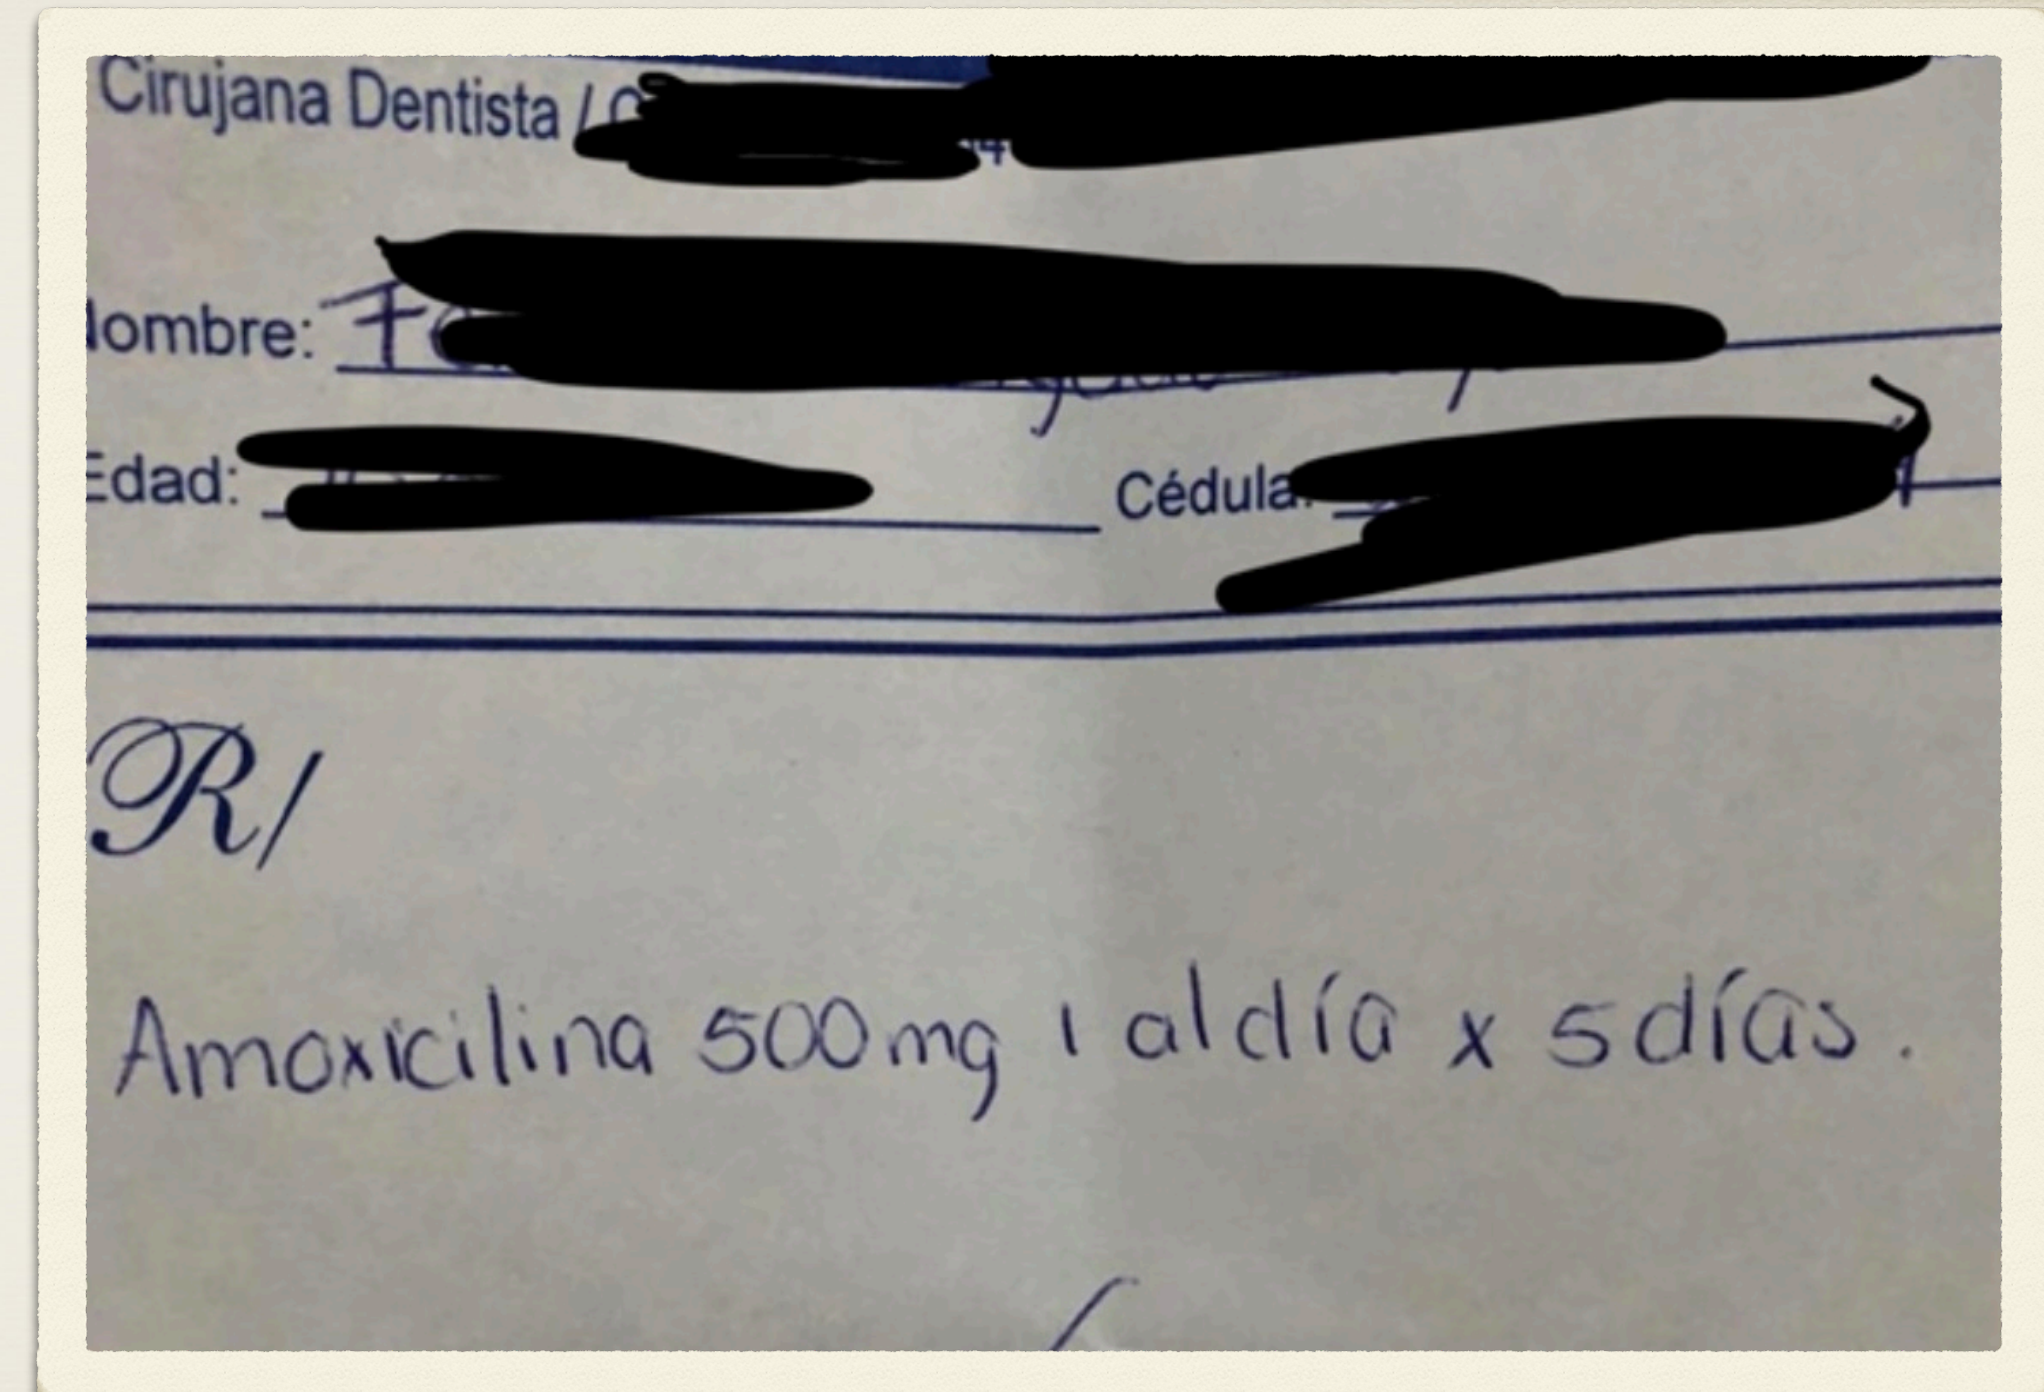 Cirujana Dentista /
Nombre:
Edad: Cédula:
R/
Amoxicilina 500mg 1 al día x 5 días.